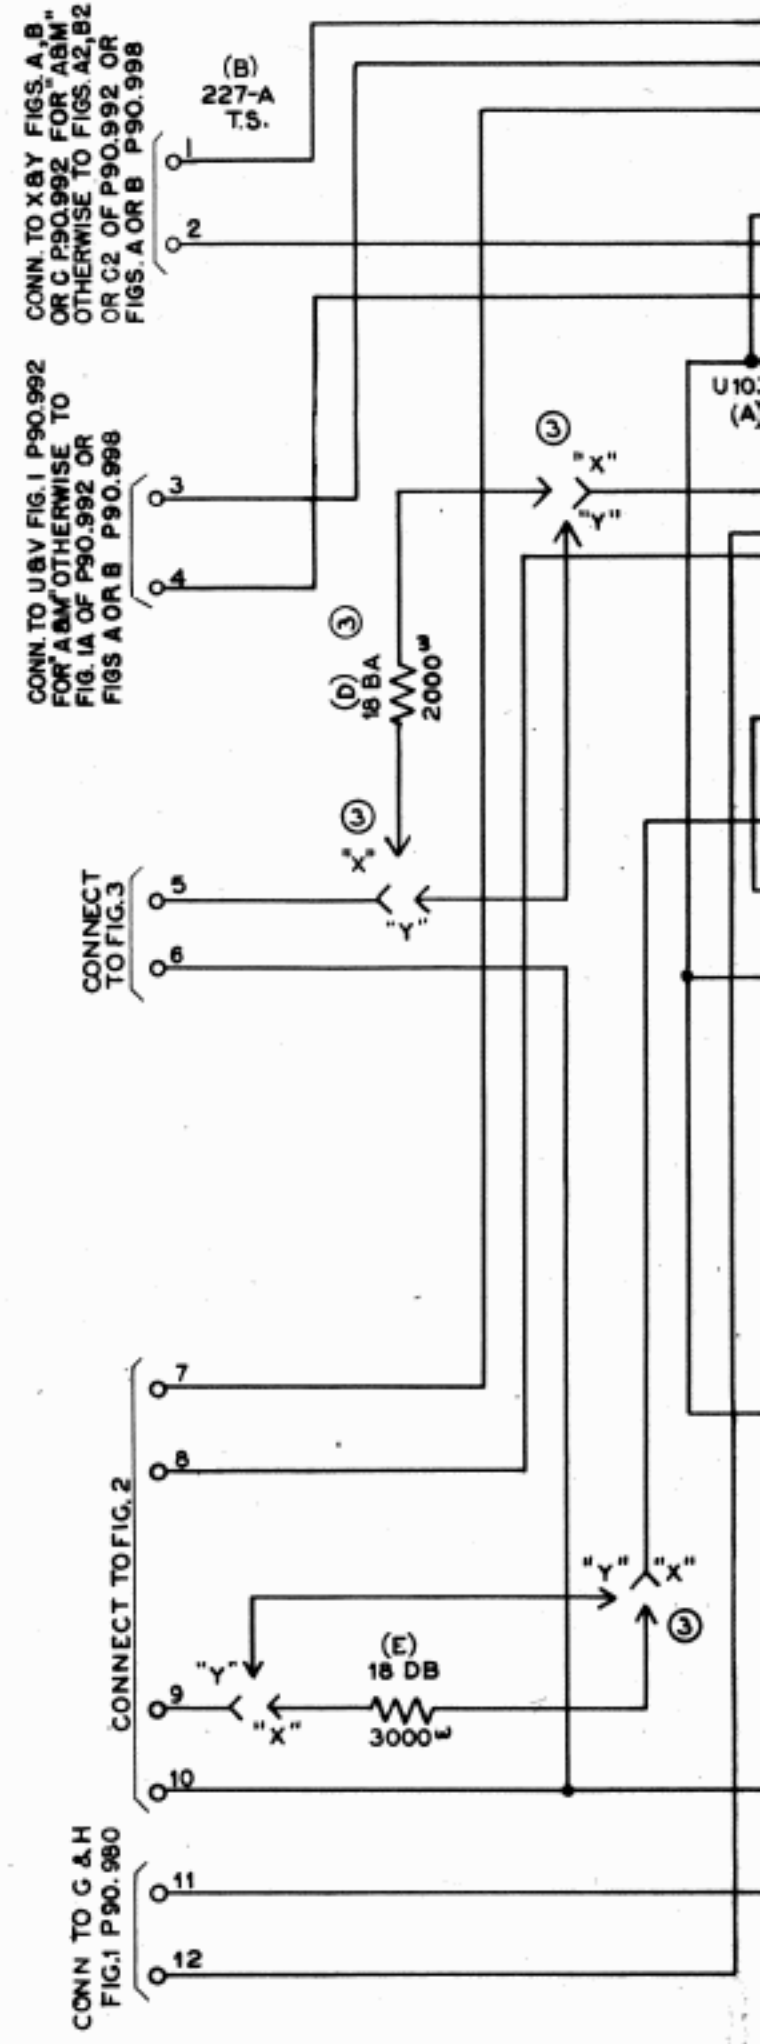 CONN. TO X&Y FIGS. A,B
OR C P.90.992 FOR "ABM"
OTHERWISE TO FIGS. A2,B2
OR C2 OF P90.992 OR
FIGS. A OR B P90.998
(B)
227-A
T.S.
1
2
CONN. TO U&V FIG. 1 P90.992
FOR "ABM" OTHERWISE TO
FIG. 1A OF P90.992 OR
FIGS A OR B P90.998
3
4
U10
(A)
3
"X"
"Y"
3
(D)
18 BA
2000ω
3
"X"
"Y"
CONNECT
TO FIG.3
5
6
CONNECT TO FIG. 2
7
8
9
10
"Y" "X"
3
"Y"
"X"
(E)
18 DB
3000ω
CONN TO G & H
FIG.1 P90.980
11
12